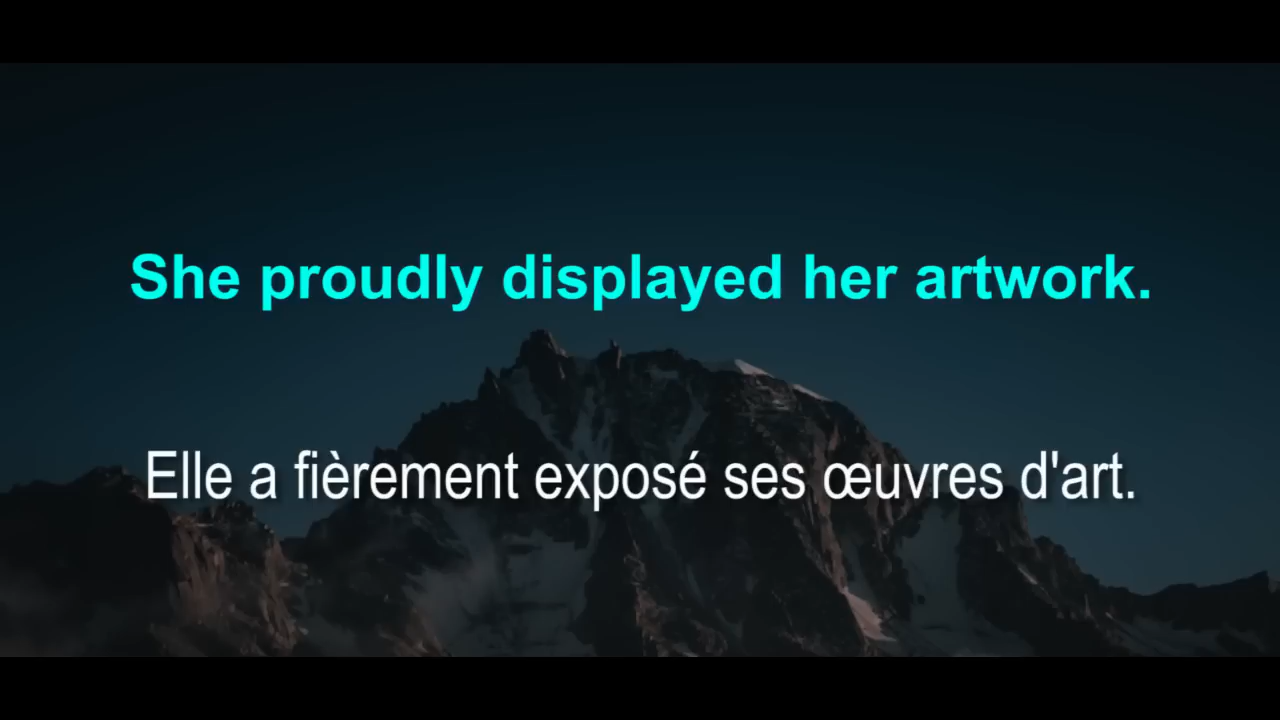 She proudly displayed her artwork.
Elle a fièrement exposé ses œuvres d'art.